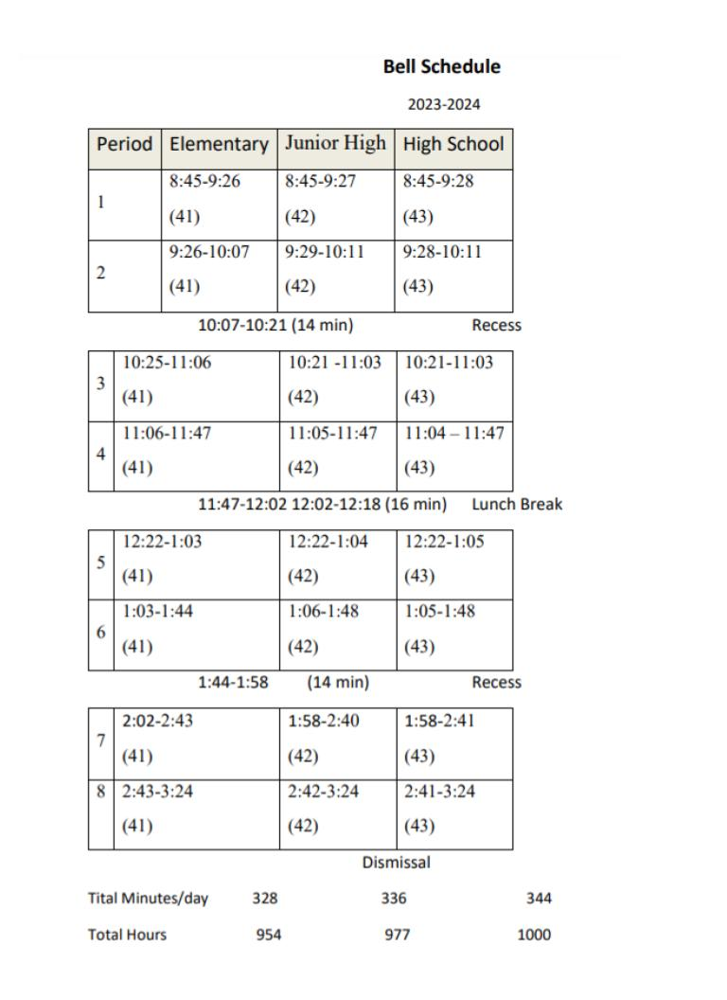 Bell Schedule
2023-2024
Period Elementary Junior High High School
1 8:45-9:26 8:45-9:27 8:45-9:28
(41) (42) (43)
2 9:26-10:07 9:29-10:11 9:28-10:11
(41) (42) (43)
10:07-10:21 (14 min) Recess
3 10:25-11:06 10:21 -11:03 10:21-11:03
(41) (42) (43)
4 11:06-11:47 11:05-11:47 11:04 – 11:47
(41) (42) (43)
11:47-12:02 12:02-12:18 (16 min) Lunch Break
5 12:22-1:03 12:22-1:04 12:22-1:05
(41) (42) (43)
6 1:03-1:44 1:06-1:48 1:05-1:48
(41) (42) (43)
1:44-1:58 (14 min) Recess
7 2:02-2:43 1:58-2:40 1:58-2:41
(41) (42) (43)
8 2:43-3:24 2:42-3:24 2:41-3:24
(41) (42) (43)
Dismissal
Tital Minutes/day 328 336 344
Total Hours 954 977 1000